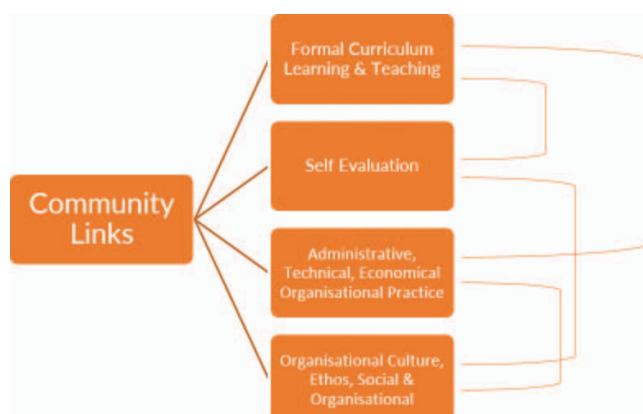 Formal Curriculum
Learning & Teaching
Self Evaluation
Community
Links
Administrative,
Technical, Economical
Organisational Practice
Organisational Culture,
Ethos, Social &
Organisational